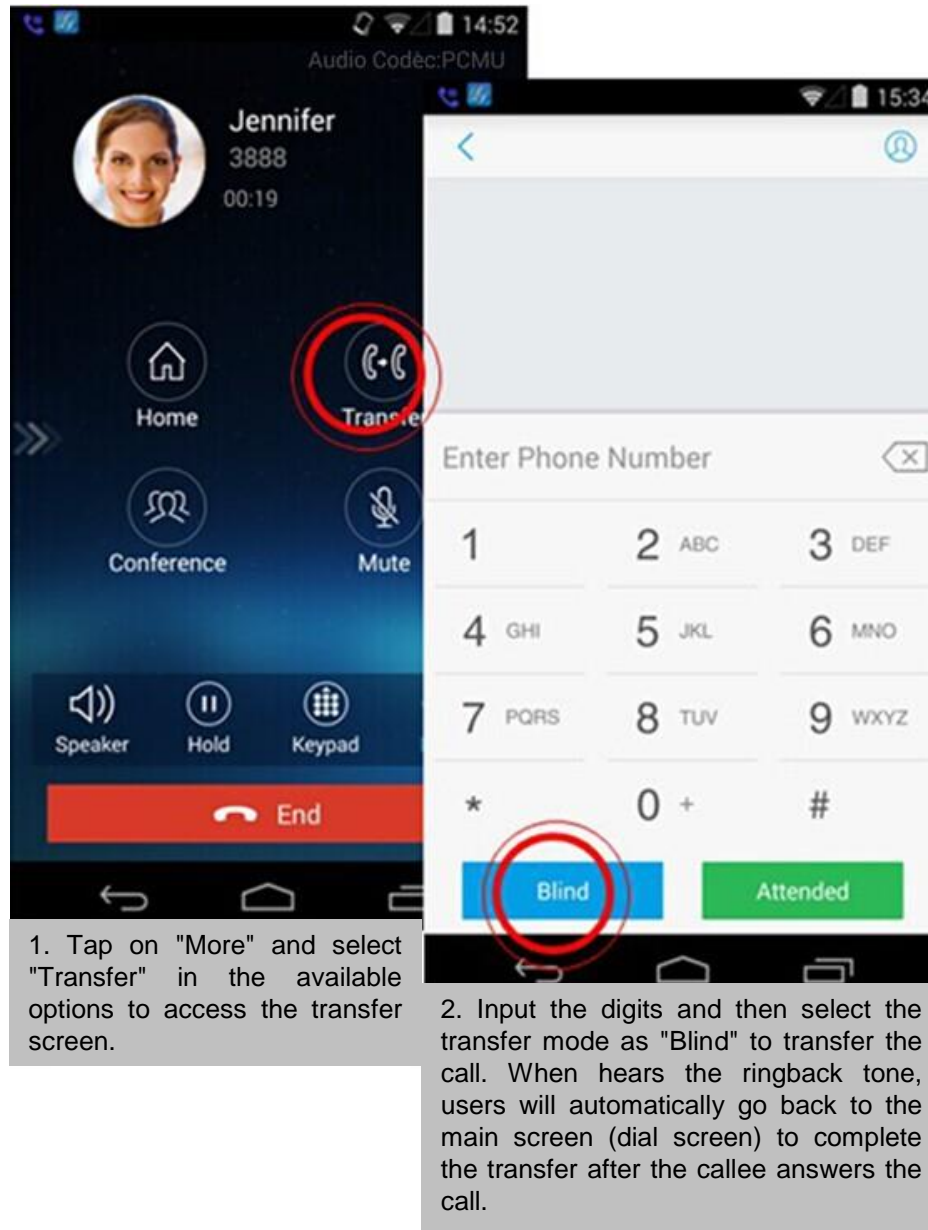 14:52
Audio Codèc:PCMU
Jennifer
3888
00:19
Home
Transfer
Conference
Mute
Speaker
Hold
Keypad
End
1. Tap on "More" and select
"Transfer" in the available
options to access the transfer
screen.
15:34
Enter Phone Number
1
2 ABC
3 DEF
4 GHI
5 JKL
6 MNO
7 PQRS
8 TUV
9 WXYZ
*
0 +
#
Blind
Attended
2. Input the digits and then select the
transfer mode as "Blind" to transfer the
call. When hears the ringback tone,
users will automatically go back to the
main screen (dial screen) to complete
the transfer after the callee answers the
call.